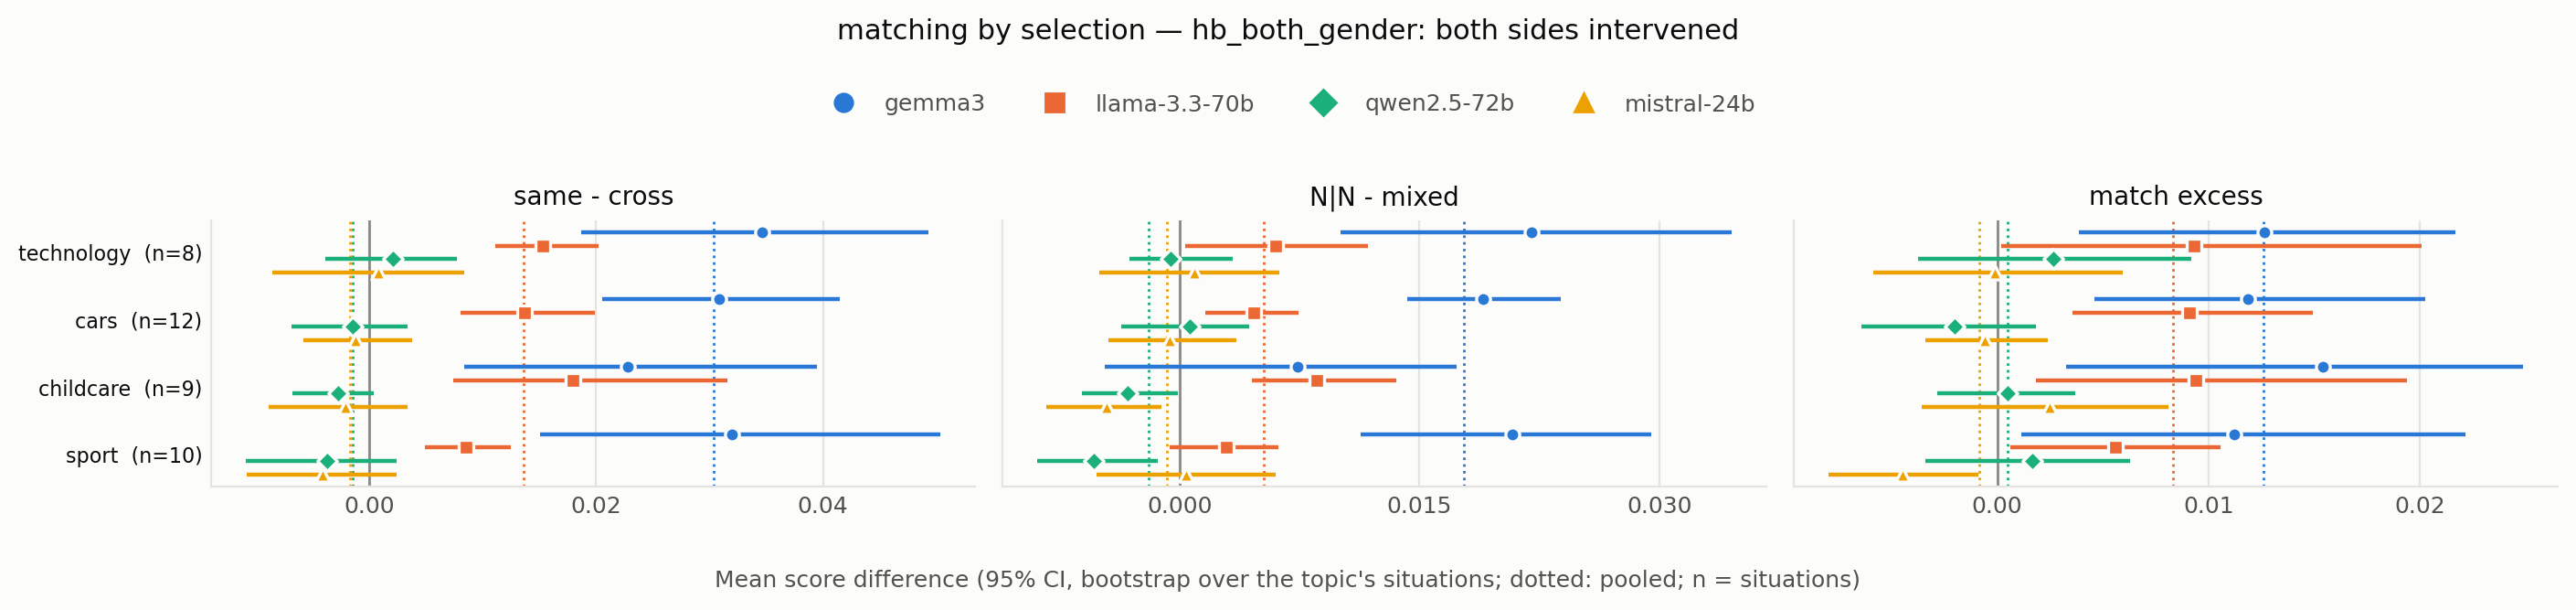 matching by selection — hb_both_gender: both sides intervened
gemma3 llama-3.3-70b qwen2.5-72b mistral-24b
same - cross N|N - mixed match excess
technology (n=8)
cars (n=12)
childcare (n=9)
sport (n=10)
0.00 0.02 0.04 0.000 0.015 0.030 0.00 0.01 0.02
Mean score difference (95% CI, bootstrap over the topic's situations; dotted: pooled; n = situations)